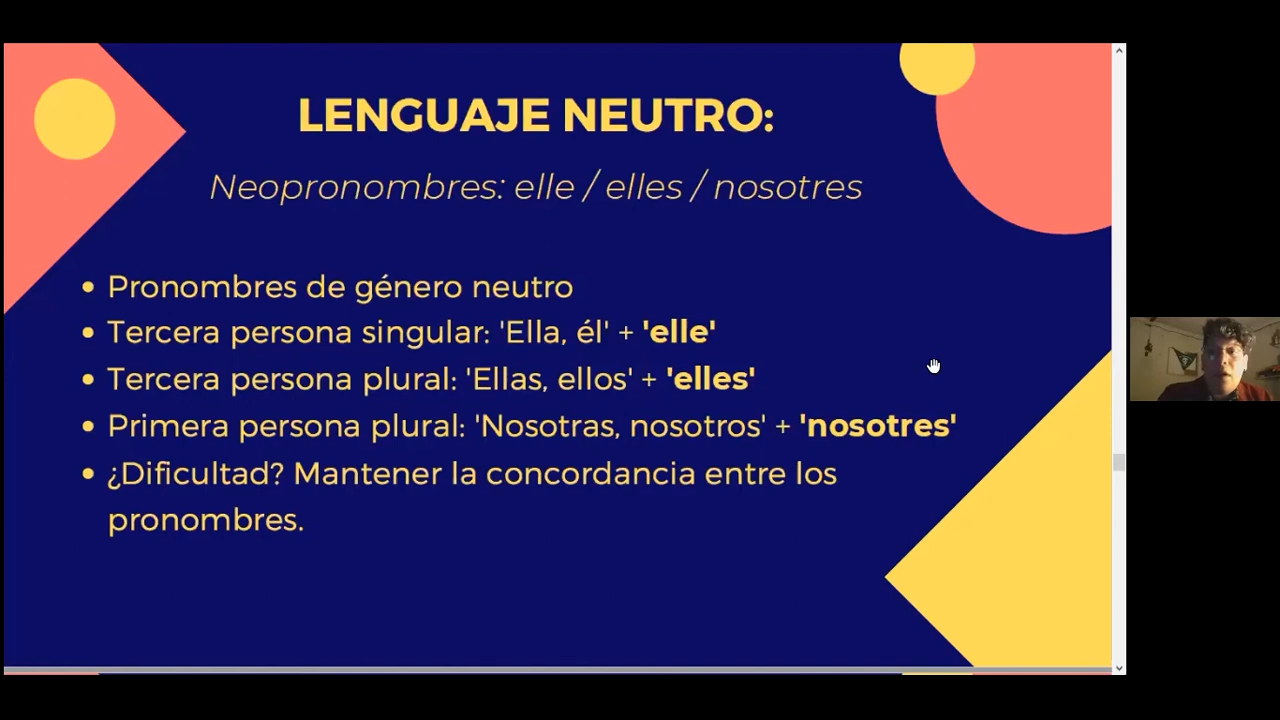 LENGUAJE NEUTRO:
Neopronombres: elle / elles / nosotres
• Pronombres de género neutro
• Tercera persona singular: 'Ella, él' + 'elle'
• Tercera persona plural: 'Ellas, ellos' + 'elles'
• Primera persona plural: 'Nosotras, nosotros' + 'nosotres'
• ¿Dificultad? Mantener la concordancia entre los
pronombres.